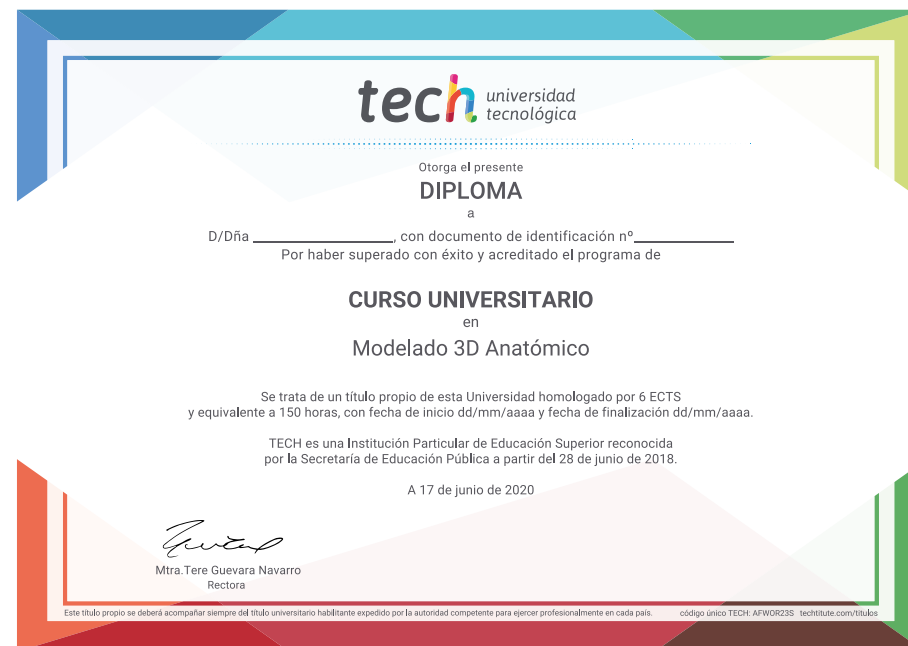 tech universidad
tecnológica
Otorga el presente
DIPLOMA
a
D/Dña , con documento de identificación nº
Por haber superado con éxito y acreditado el programa de
CURSO UNIVERSITARIO
en
Modelado 3D Anatómico
Se trata de un título propio de esta Universidad homologado por 6 ECTS
y equivalente a 150 horas, con fecha de inicio dd/mm/aaaa y fecha de finalización dd/mm/aaaa.
TECH es una Institución Particular de Educación Superior reconocida
por la Secretaría de Educación Pública a partir del 28 de junio de 2018.
A 17 de junio de 2020
Mtra.Tere Guevara Navarro
Rectora
Este título propio se deberá acompañar siempre del título universitario habilitante expedido por la autoridad competente para ejercer profesionalmente en cada país. código único TECH: AFWOR23S techtitute.com/titulos